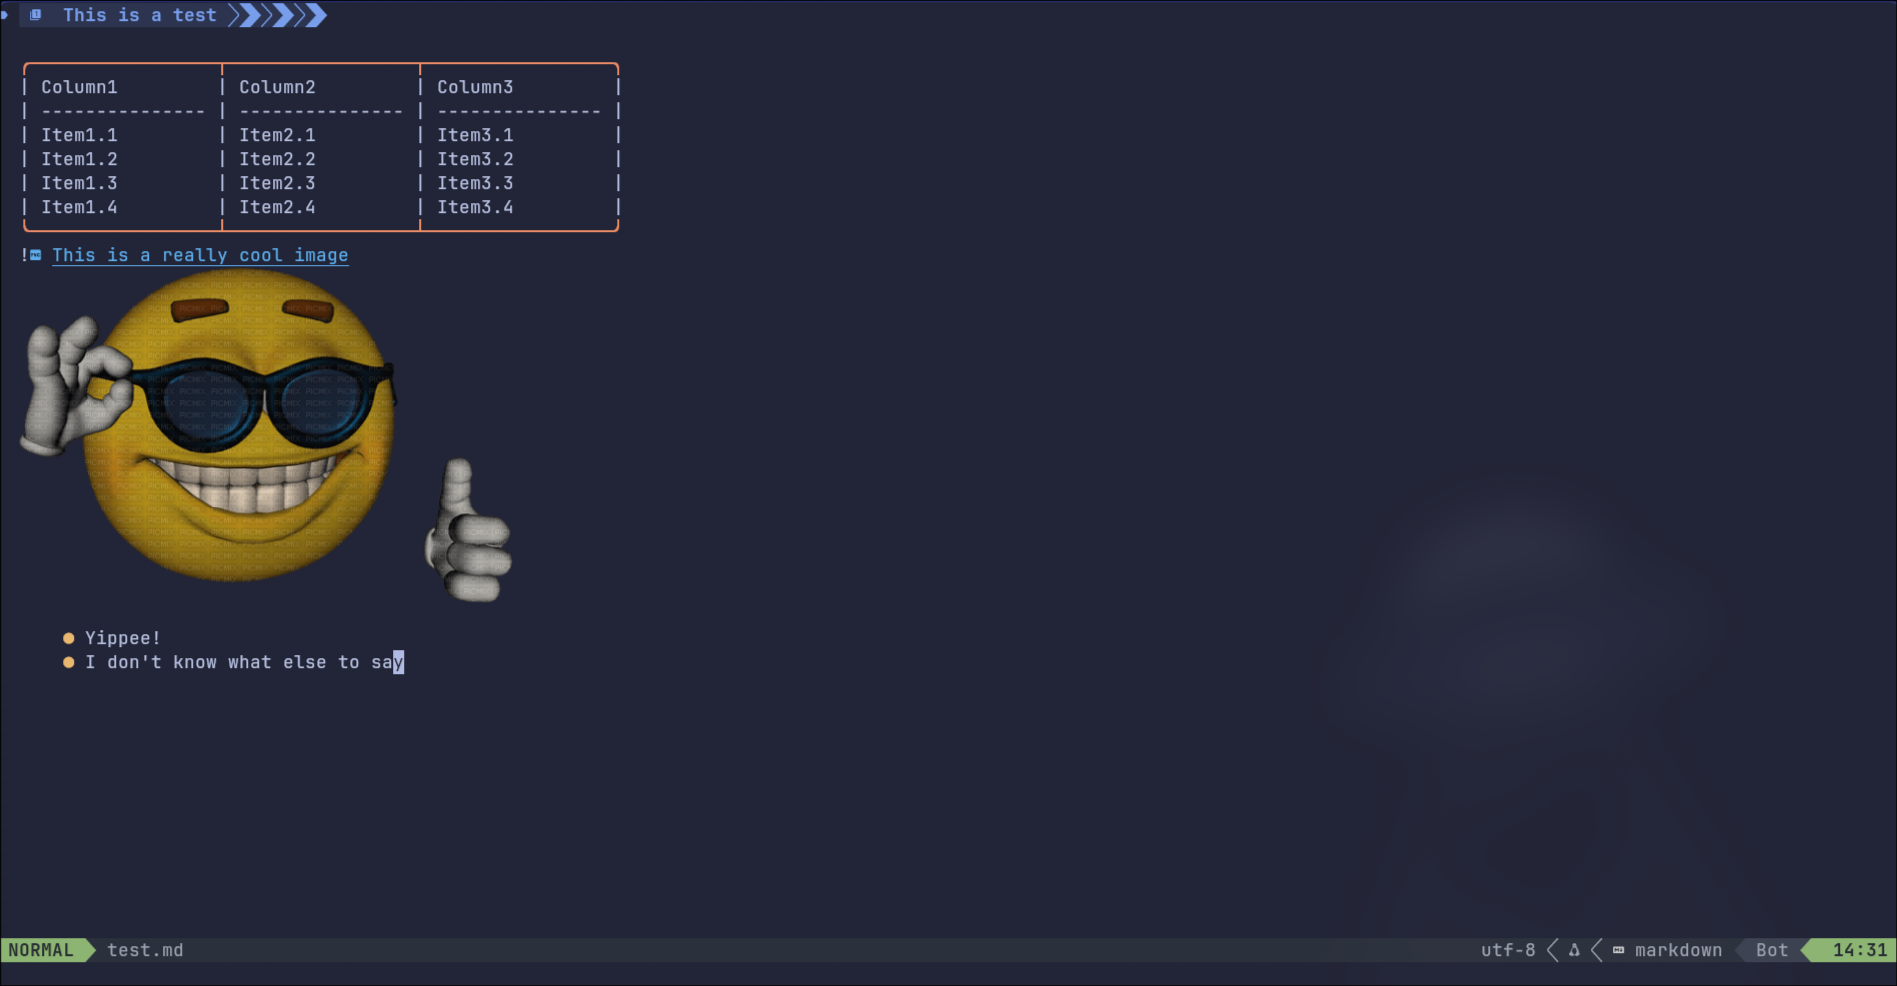 This is a test
| Column1 | Column2 | Column3 |
| --------------- | --------------- | --------------- |
| Item1.1 | Item2.1 | Item3.1 |
| Item1.2 | Item2.2 | Item3.2 |
| Item1.3 | Item2.3 | Item3.3 |
| Item1.4 | Item2.4 | Item3.4 |
! This is a really cool image
● Yippee!
● I don't know what else to say
NORMAL test.md utf-8 markdown Bot 14:31